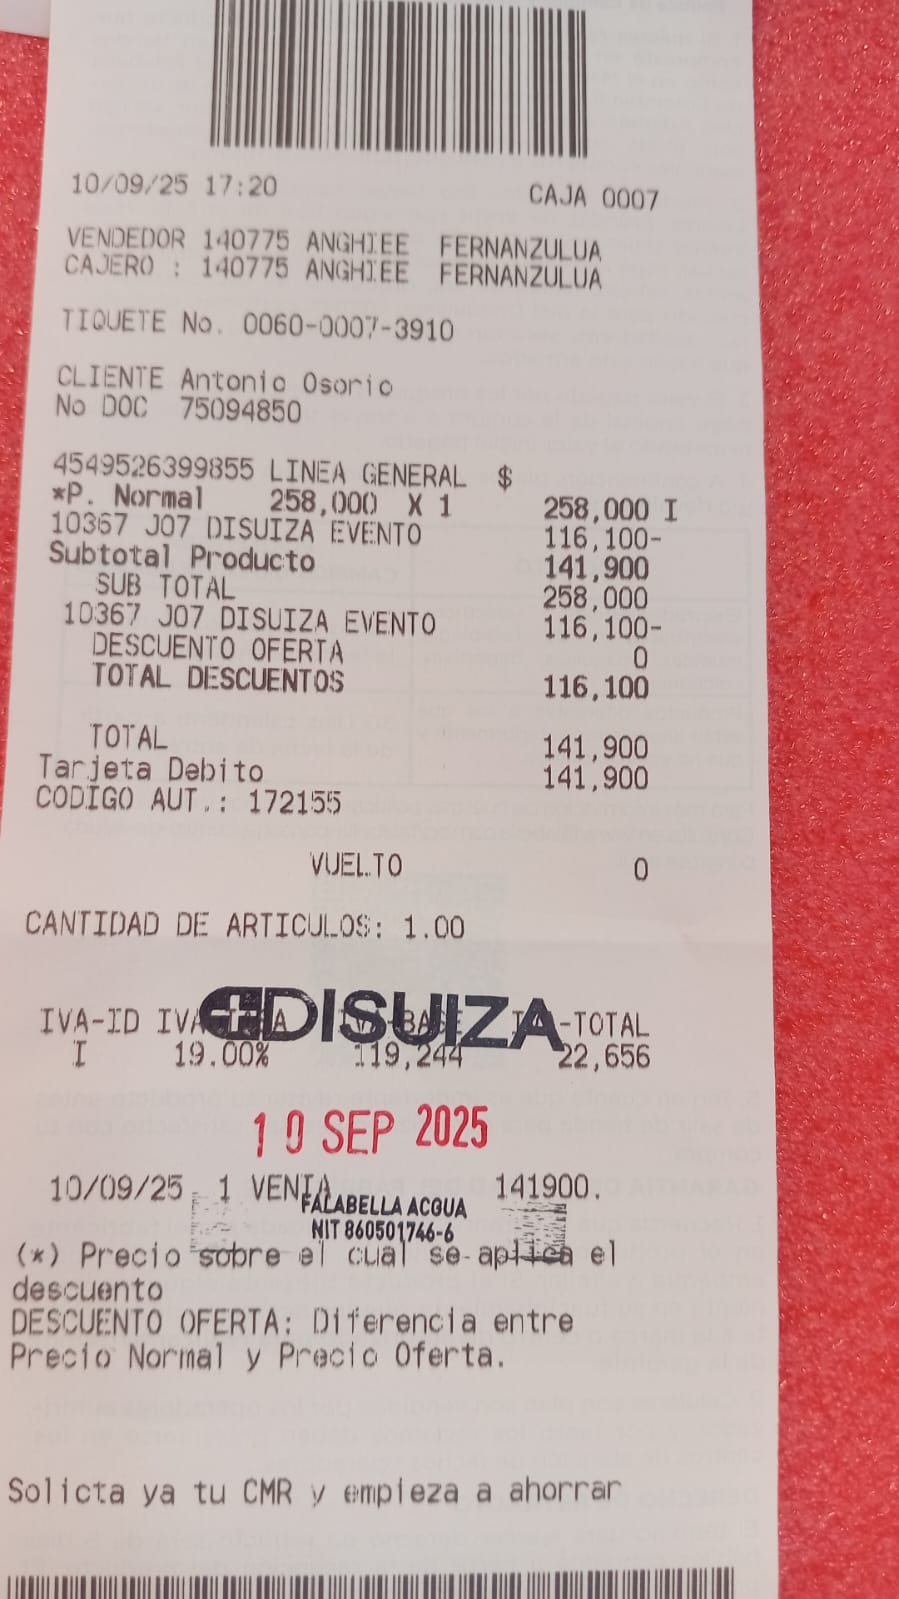 10/09/25 17:20 CAJA 0007
VENDEDOR 140775 ANGHIEE FERNANZULUA
CAJERO : 140775 ANGHIEE FERNANZULUA
TIQUETE No. 0060-0007-3910
CLIENTE Antonio Osorio
No DOC 75094850
4549526399855 LINEA GENERAL $
*P. Normal 258,000 X 1 258,000 I
10367 J07 DISUIZA EVENTO 116,100-
Subtotal Producto 141,900
SUB TOTAL 258,000
10367 J07 DISUIZA EVENTO 116,100-
DESCUENTO OFERTA 0
TOTAL DESCUENTOS 116,100
TOTAL 141,900
Tarjeta Debito 141,900
CODIGO AUT.: 172155
VUELTO 0
CANTIDAD DE ARTICULOS: 1.00
DISUIZA
IVA-ID IVA -TOTAL
I 19.00% 119,244 22,656
10 SEP 2025
10/09/25 1 VENTA 141900.
FALABELLA ACQUA
NIT 860501746-6
(*) Precio sobre el cual se aplica el
descuento
DESCUENTO OFERTA: Diferencia entre
Precio Normal y Precio Oferta.
Solicta ya tu CMR y empieza a ahorrar